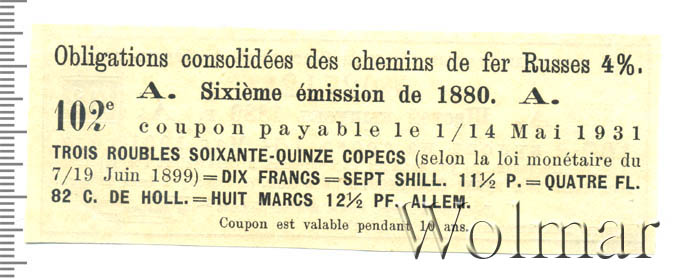 Obligations consolidées des chemins de fer Russes 4%.
A. Sixième émission de 1880. A.
102e
coupon payable le 1/14 Mai 1931
TROIS ROUBLES SOIXANTE-QUINZE COPECS (selon la loi monétaire du
7/19 Juin 1899)=DIX FRANCS=SEPT SHILL. 11½ P.=QUATRE FL.
82 C. DE HOLL.=HUIT MARCS 12½ PF. ALLEM.
Coupon est valable pendant 10 ans.
Wolmar